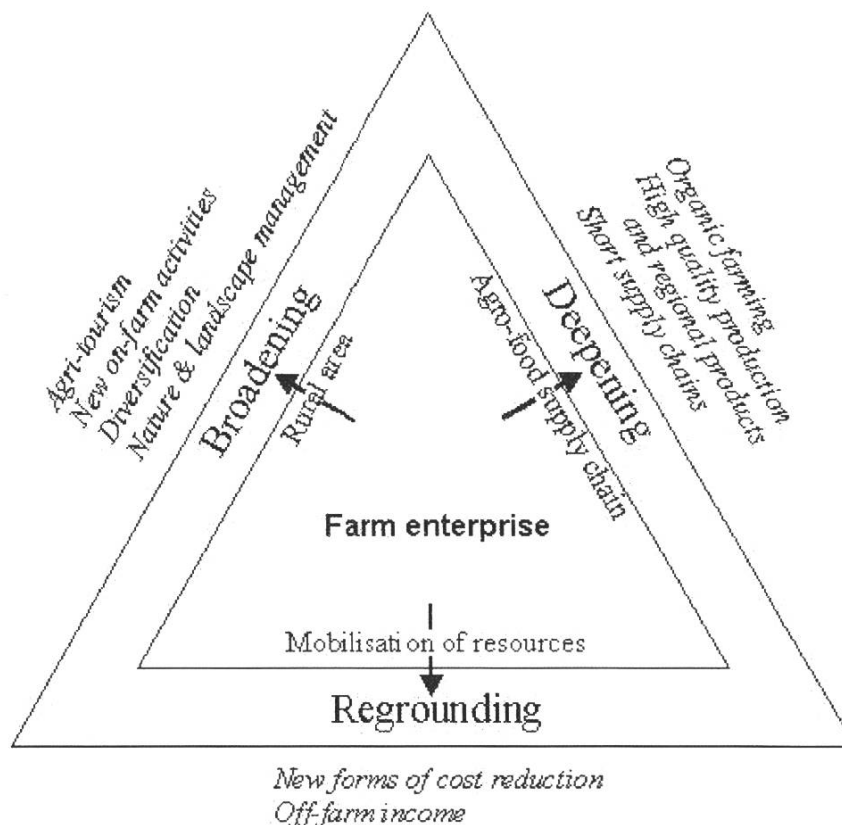 Agri-tourism
New on-farm activities
Diversification
Nature & landscape management
Broadening
Rural area
Organic farming
High quality production
and regional products
Short supply chains
Deepening
Agro-food supply chain
Farm enterprise
Mobilisation of resources
Regrounding
New forms of cost reduction
Off-farm income